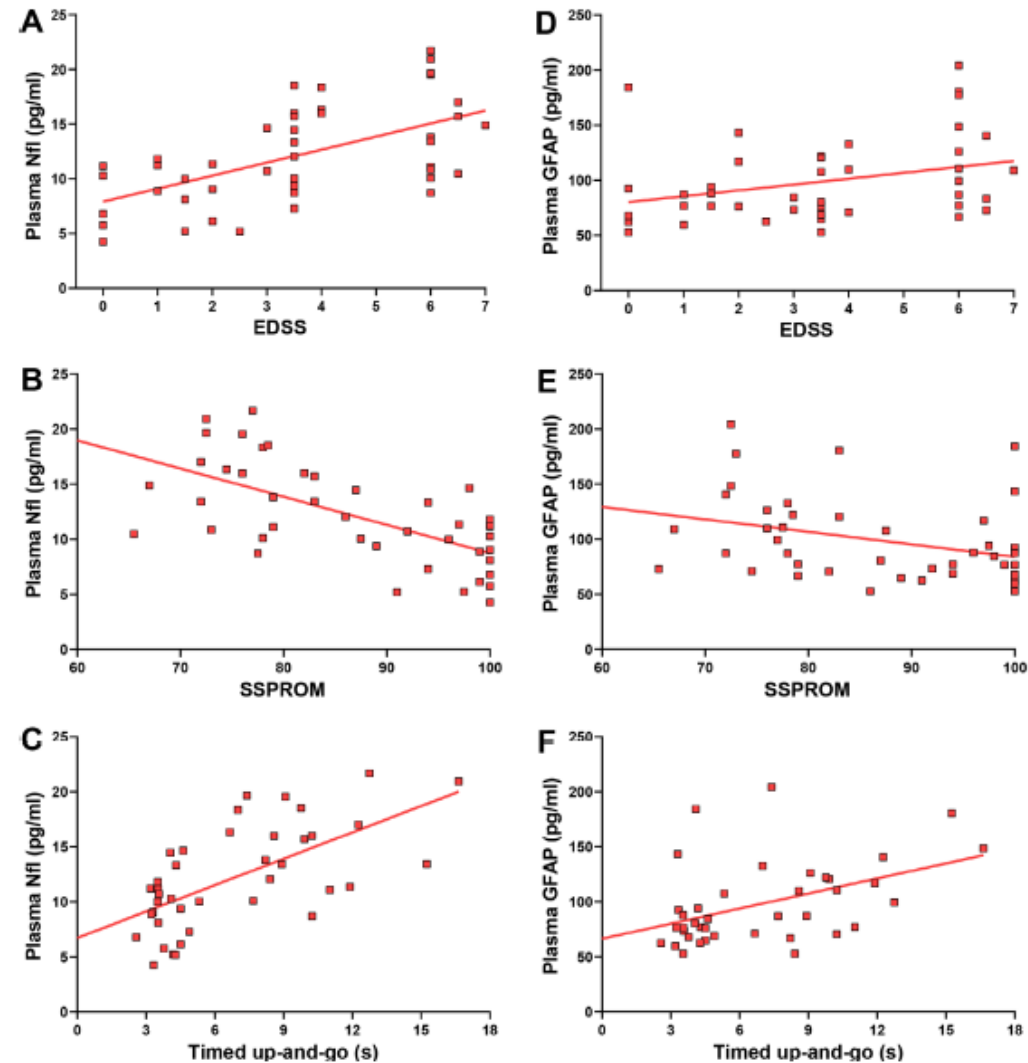 A
Plasma Nfl (pg/ml)
25
20
15
10
5
0
0 1 2 3 4 5 6 7
EDSS
D
Plasma GFAP (pg/ml)
250
200
150
100
50
0
0 1 2 3 4 5 6 7
EDSS
B
Plasma Nfl (pg/ml)
25
20
15
10
5
0
60 70 80 90 100
SSPROM
E
Plasma GFAP (pg/ml)
250
200
150
100
50
0
60 70 80 90 100
SSPROM
C
Plasma Nfl (pg/ml)
25
20
15
10
5
0
0 3 6 9 12 15 18
Timed up-and-go (s)
F
Plasma GFAP (pg/ml)
250
200
150
100
50
0
0 3 6 9 12 15 18
Timed up-and-go (s)